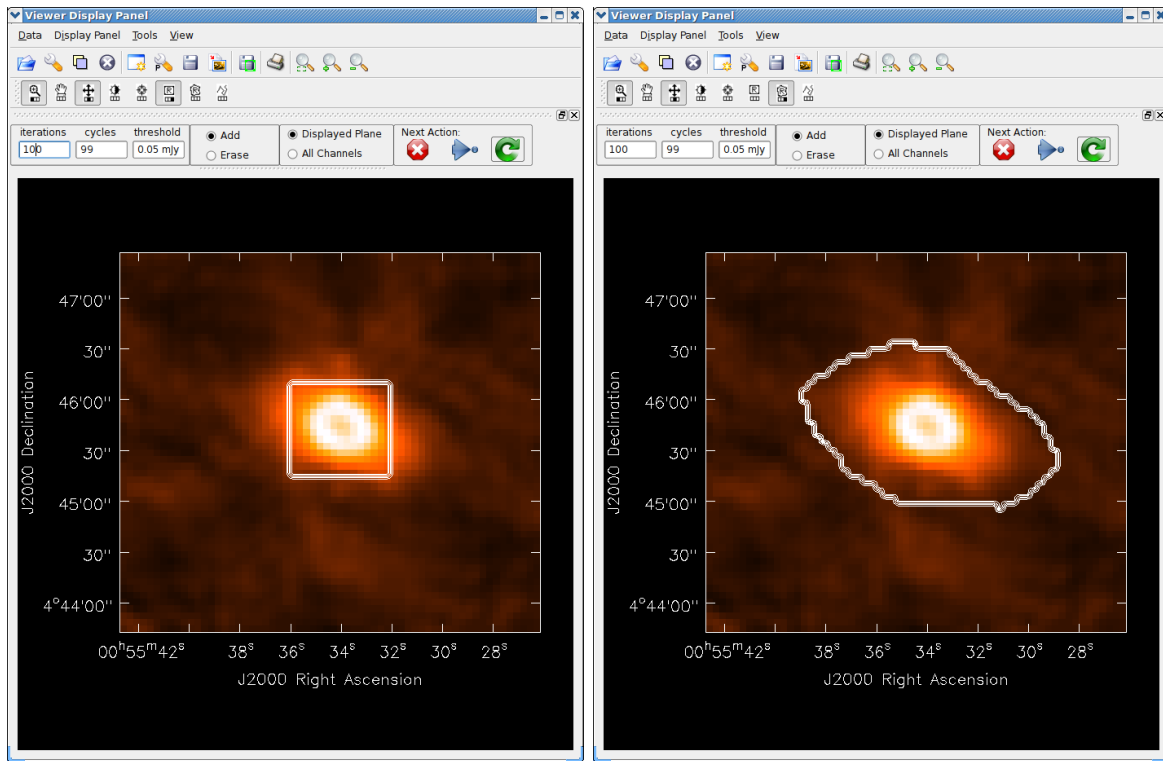 Viewer Display Panel
Data Display Panel Tools View
iterations cycles threshold
100 99 0.05 mJy
Add
Erase
Displayed Plane
All Channels
Next Action:
47'00"
30"
46'00"
30"
45'00"
30"
4°44'00"
J2000 Declination
00h55m42s 38s 36s 34s 32s 30s 28s
J2000 Right Ascension
Viewer Display Panel
Data Display Panel Tools View
iterations cycles threshold
100 99 0.05 mJy
Add
Erase
Displayed Plane
All Channels
Next Action:
47'00"
30"
46'00"
30"
45'00"
30"
4°44'00"
J2000 Declination
00h55m42s 38s 36s 34s 32s 30s 28s
J2000 Right Ascension